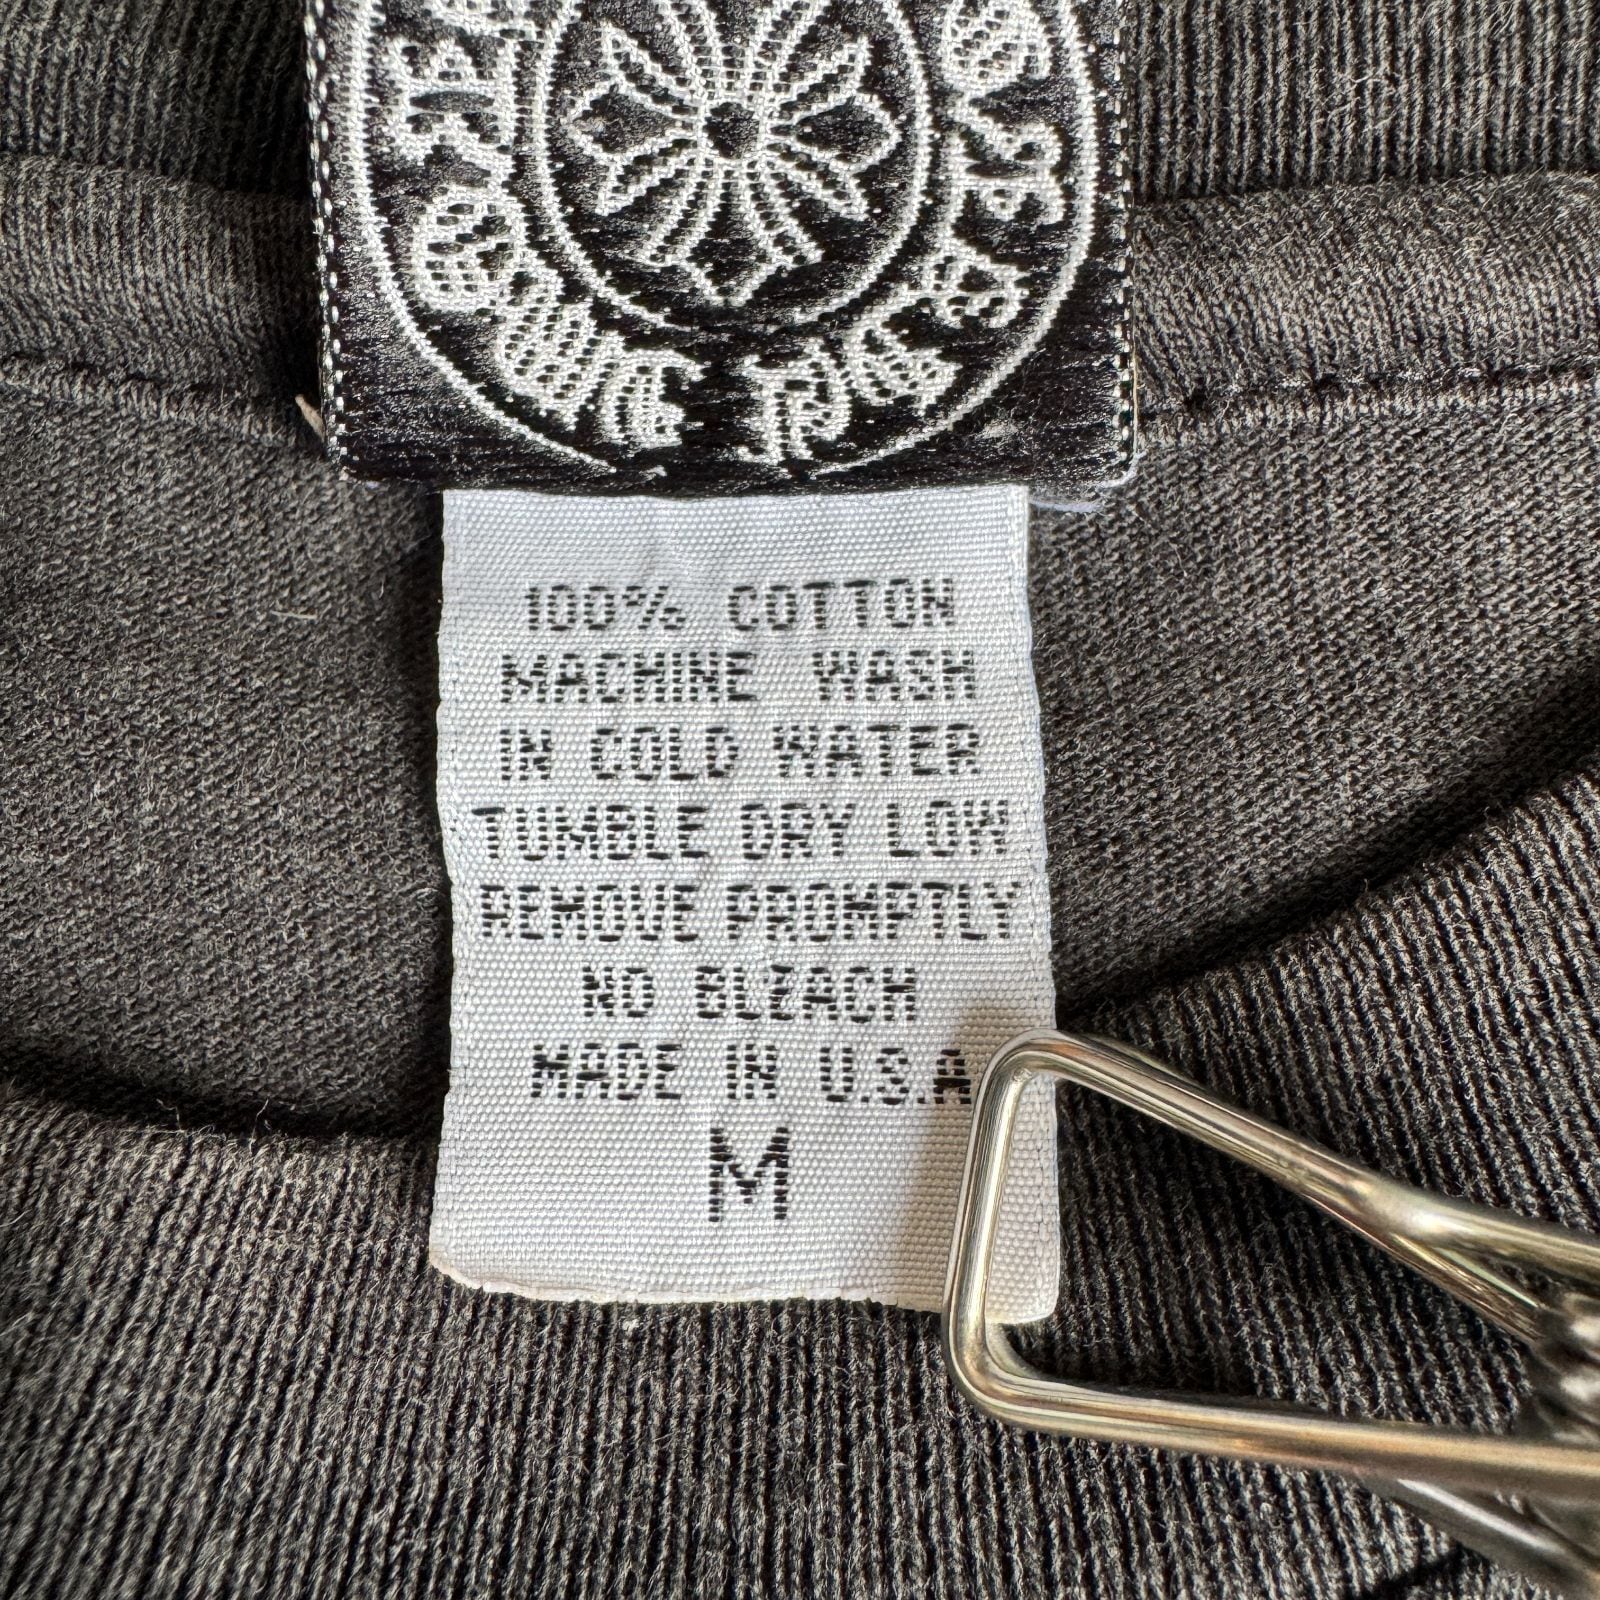 100% COTTON
MACHINE WASH
IN COLD WATER
TUMBLE DRY LOW
REMOVE PROMPTLY
NO BLEACH
MADE IN U.S.A
M